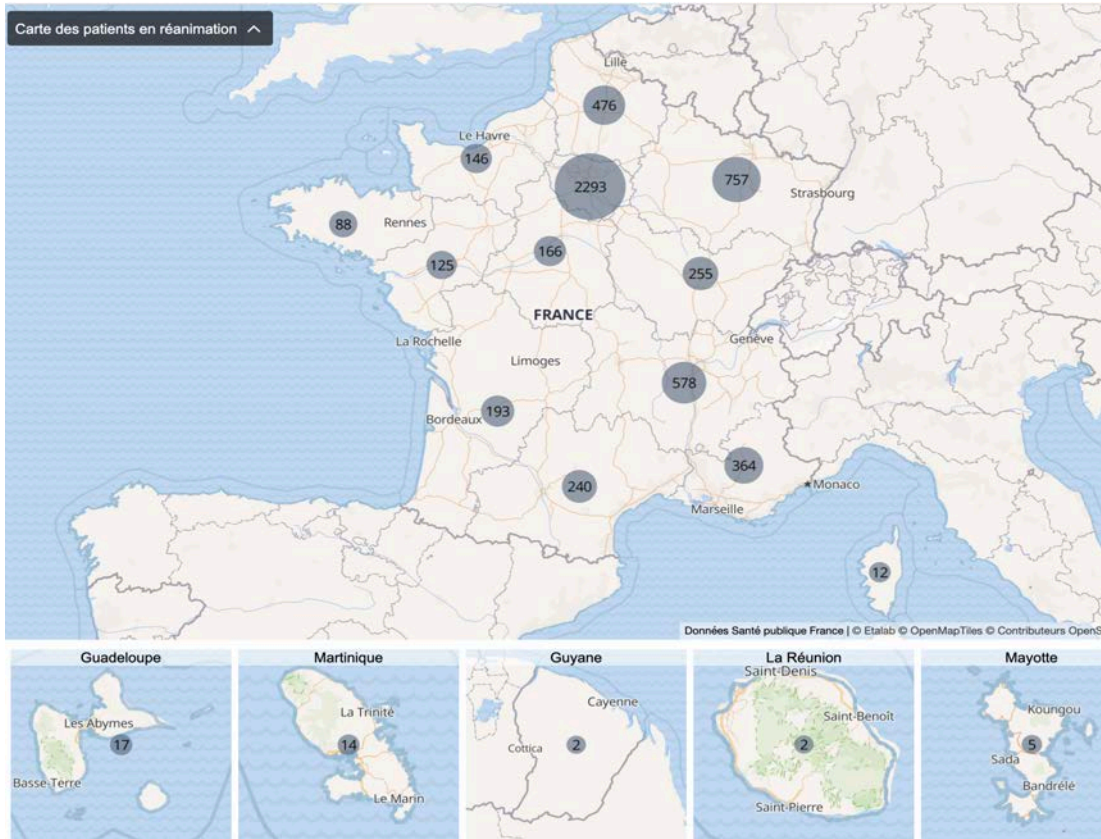 Carte des patients en réanimation
Lille
476
Le Havre
146
2293
757
Strasbourg
88
Rennes
125
166
255
FRANCE
La Rochelle
Limoges
Genève
578
193
Bordeaux
364
240
Monaco
Marseille
12
Données Santé publique France | © Etalab © OpenMapTiles © Contributeurs OpenS
Guadeloupe
Les Abymes
17
Basse-Terre
Martinique
La Trinité
14
Le Marin
Guyane
Cayenne
Cottica
2
La Réunion
Saint-Denis
Saint-Benoît
2
Saint-Pierre
Mayotte
Koungou
5
Sada
Bandrélé